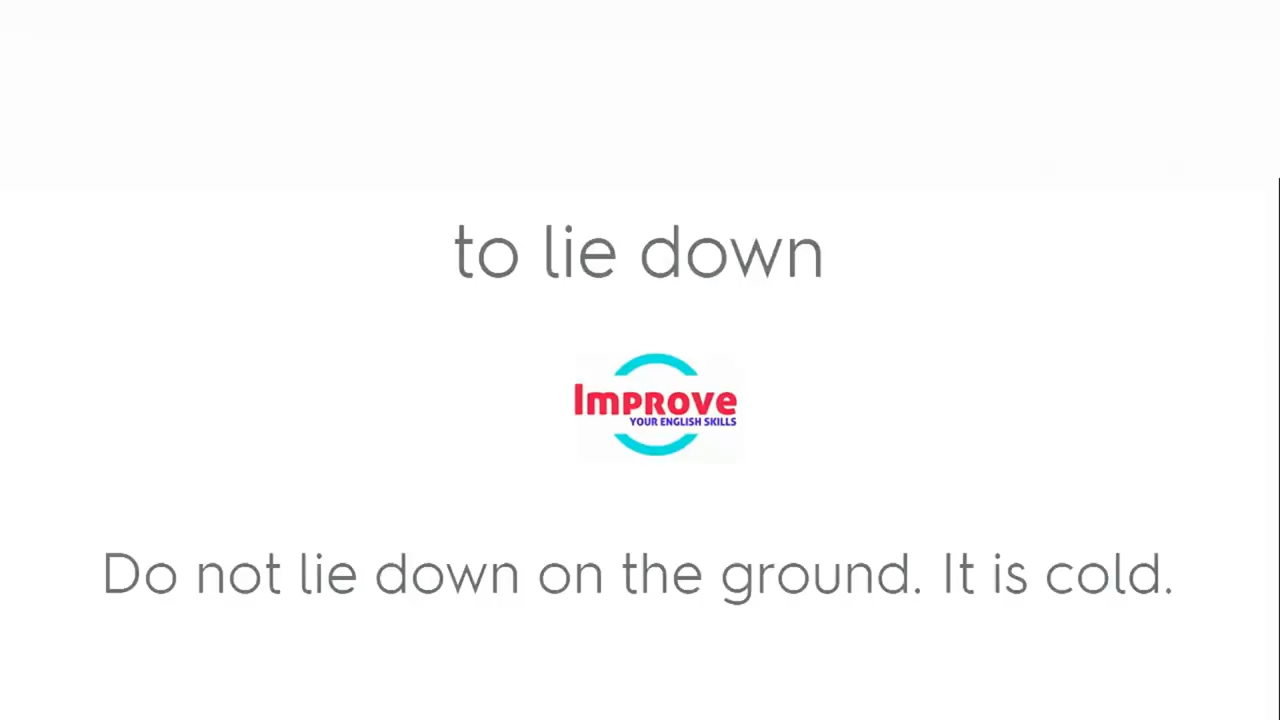 to lie down
Improve
YOUR ENGLISH SKILLS
Do not lie down on the ground. It is cold.